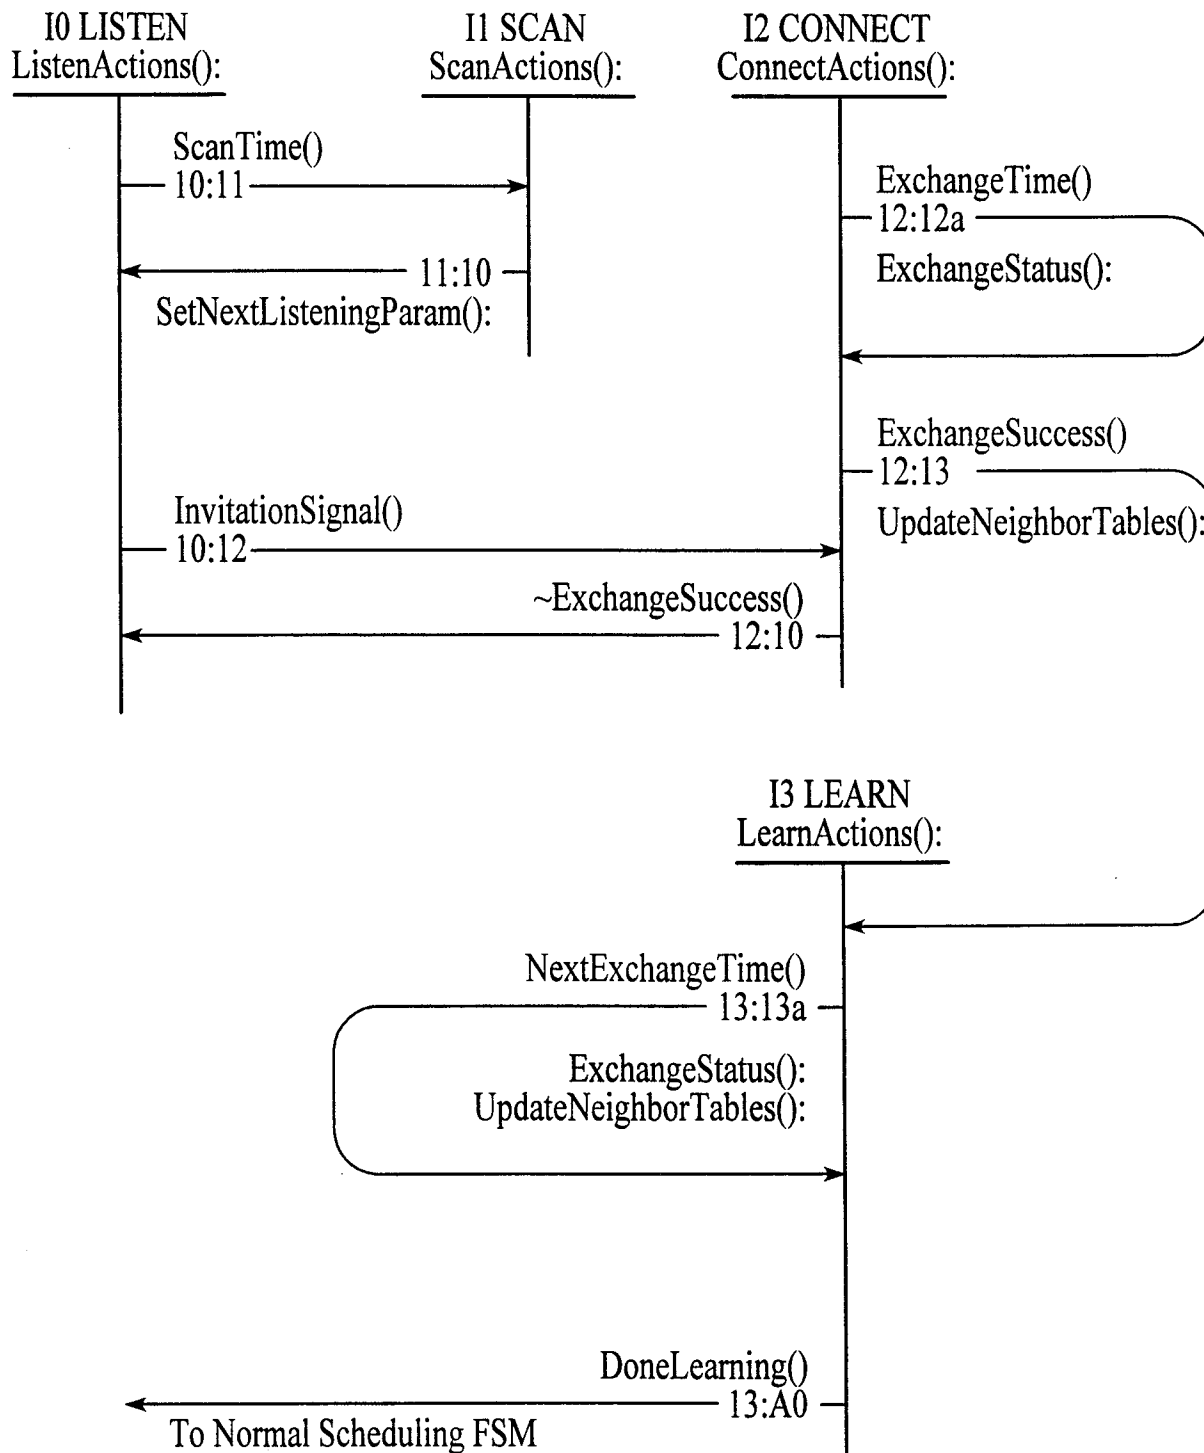 I0 LISTEN
ListenActions():
I1 SCAN
ScanActions():
I2 CONNECT
ConnectActions():
ScanTime()
10:11
11:10
SetNextListeningParam():
ExchangeTime()
12:12a
ExchangeStatus():
ExchangeSuccess()
12:13
UpdateNeighborTables():
InvitationSignal()
10:12
~ExchangeSuccess()
12:10
I3 LEARN
LearnActions():
NextExchangeTime()
13:13a
ExchangeStatus():
UpdateNeighborTables():
DoneLearning()
13:A0
To Normal Scheduling FSM